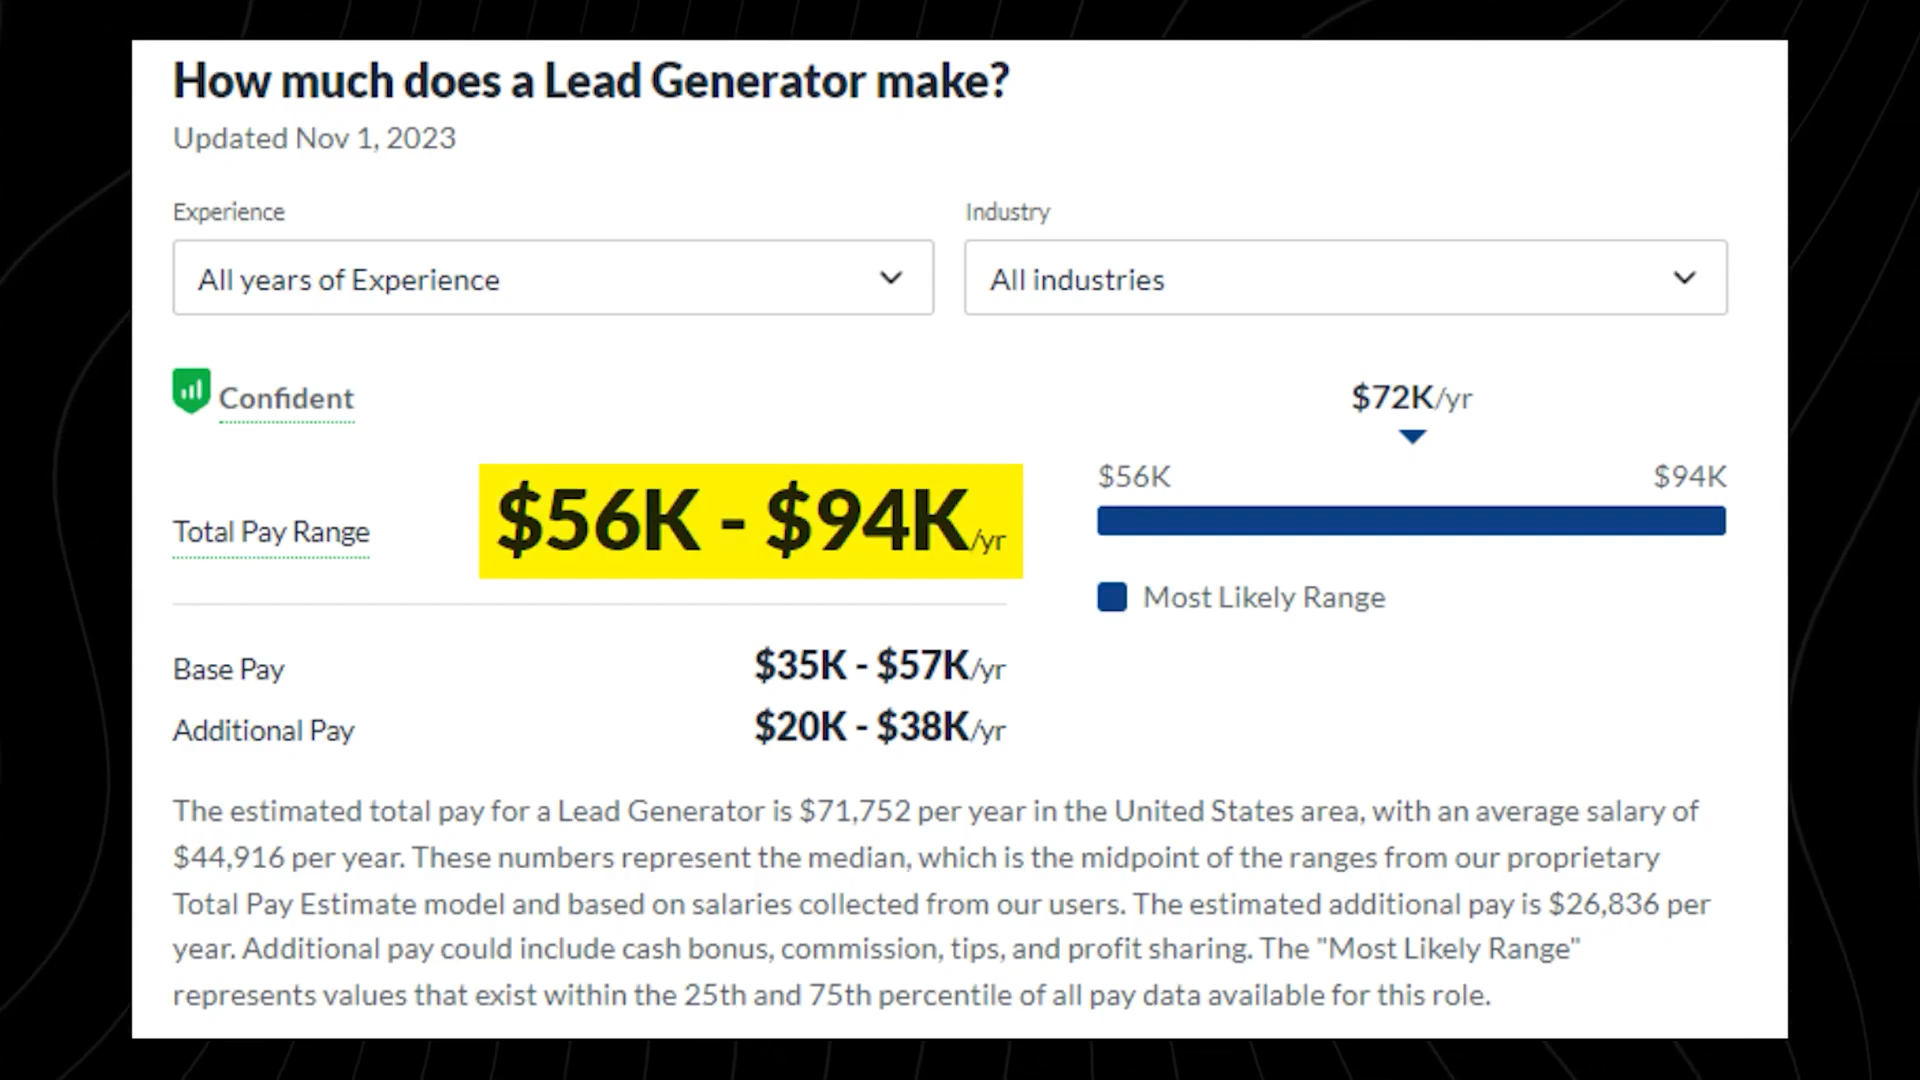 How much does a Lead Generator make?
Updated Nov 1, 2023
Experience
Industry
All years of Experience
All industries
Confident
$72K/yr
$56K
$94K
Total Pay Range
$56K - $94K/yr
Most Likely Range
Base Pay
$35K - $57K/yr
Additional Pay
$20K - $38K/yr
The estimated total pay for a Lead Generator is $71,752 per year in the United States area, with an average salary of
$44,916 per year. These numbers represent the median, which is the midpoint of the ranges from our proprietary
Total Pay Estimate model and based on salaries collected from our users. The estimated additional pay is $26,836 per
year. Additional pay could include cash bonus, commission, tips, and profit sharing. The "Most Likely Range"
represents values that exist within the 25th and 75th percentile of all pay data available for this role.